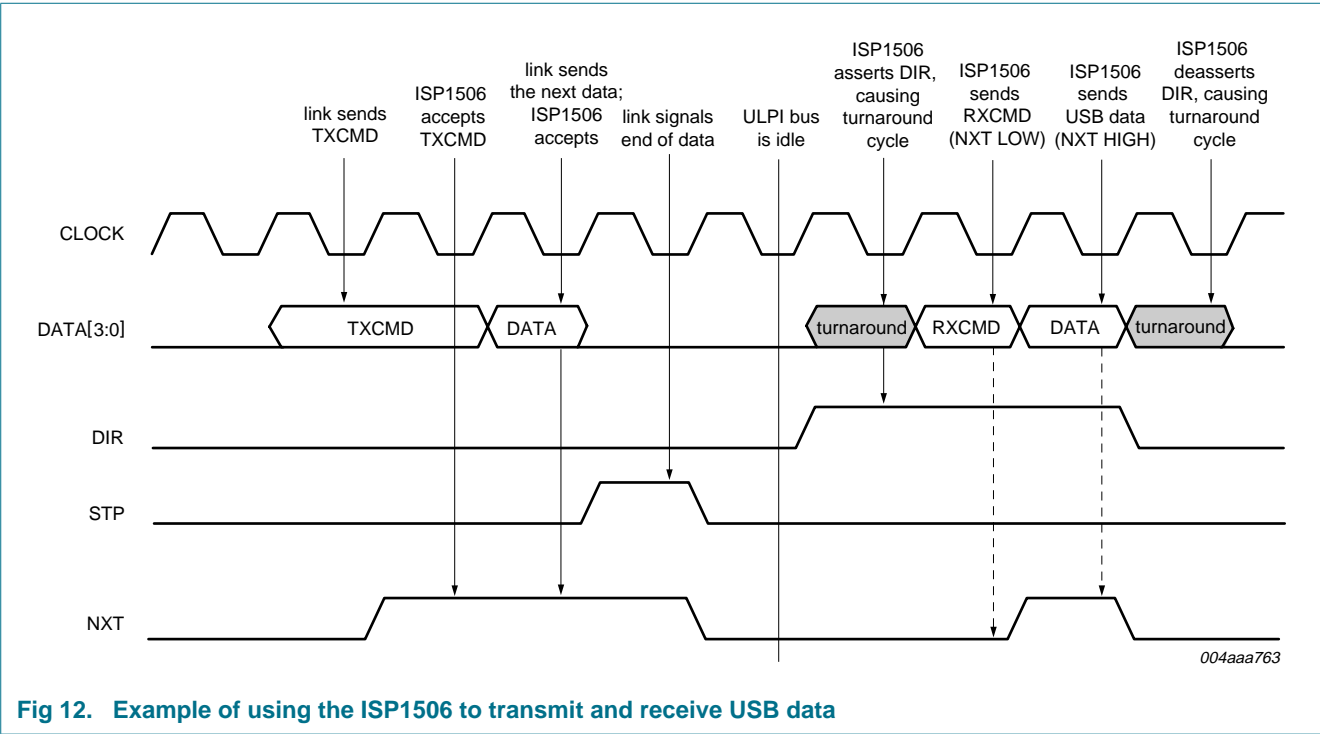 link sends
TXCMD
ISP1506
accepts
TXCMD
link sends
the next data;
ISP1506
accepts
link signals
end of data
ULPI bus
is idle
ISP1506
asserts DIR,
causing
turnaround
cycle
ISP1506
sends
RXCMD
(NXT LOW)
ISP1506
sends
USB data
(NXT HIGH)
ISP1506
deasserts
DIR, causing
turnaround
cycle
CLOCK
DATA[3:0]
TXCMD
DATA
turnaround
RXCMD
DATA
turnaround
DIR
STP
NXT
004aaa763
Fig 12. Example of using the ISP1506 to transmit and receive USB data